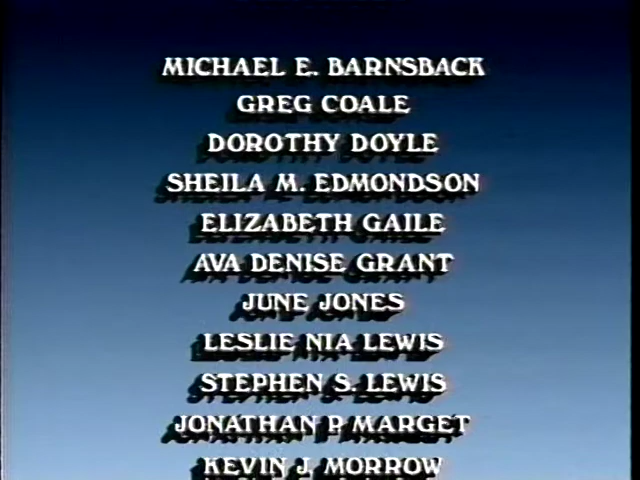 MICHAEL E. BARNSBACK
GREG COALE
DOROTHY DOYLE
SHEILA M. EDMONDSON
ELIZABETH GAILE
AVA DENISE GRANT
JUNE JONES
LESLIE NIA LEWIS
STEPHEN S. LEWIS
JONATHAN P. MARGET
KEVIN J. MORROW